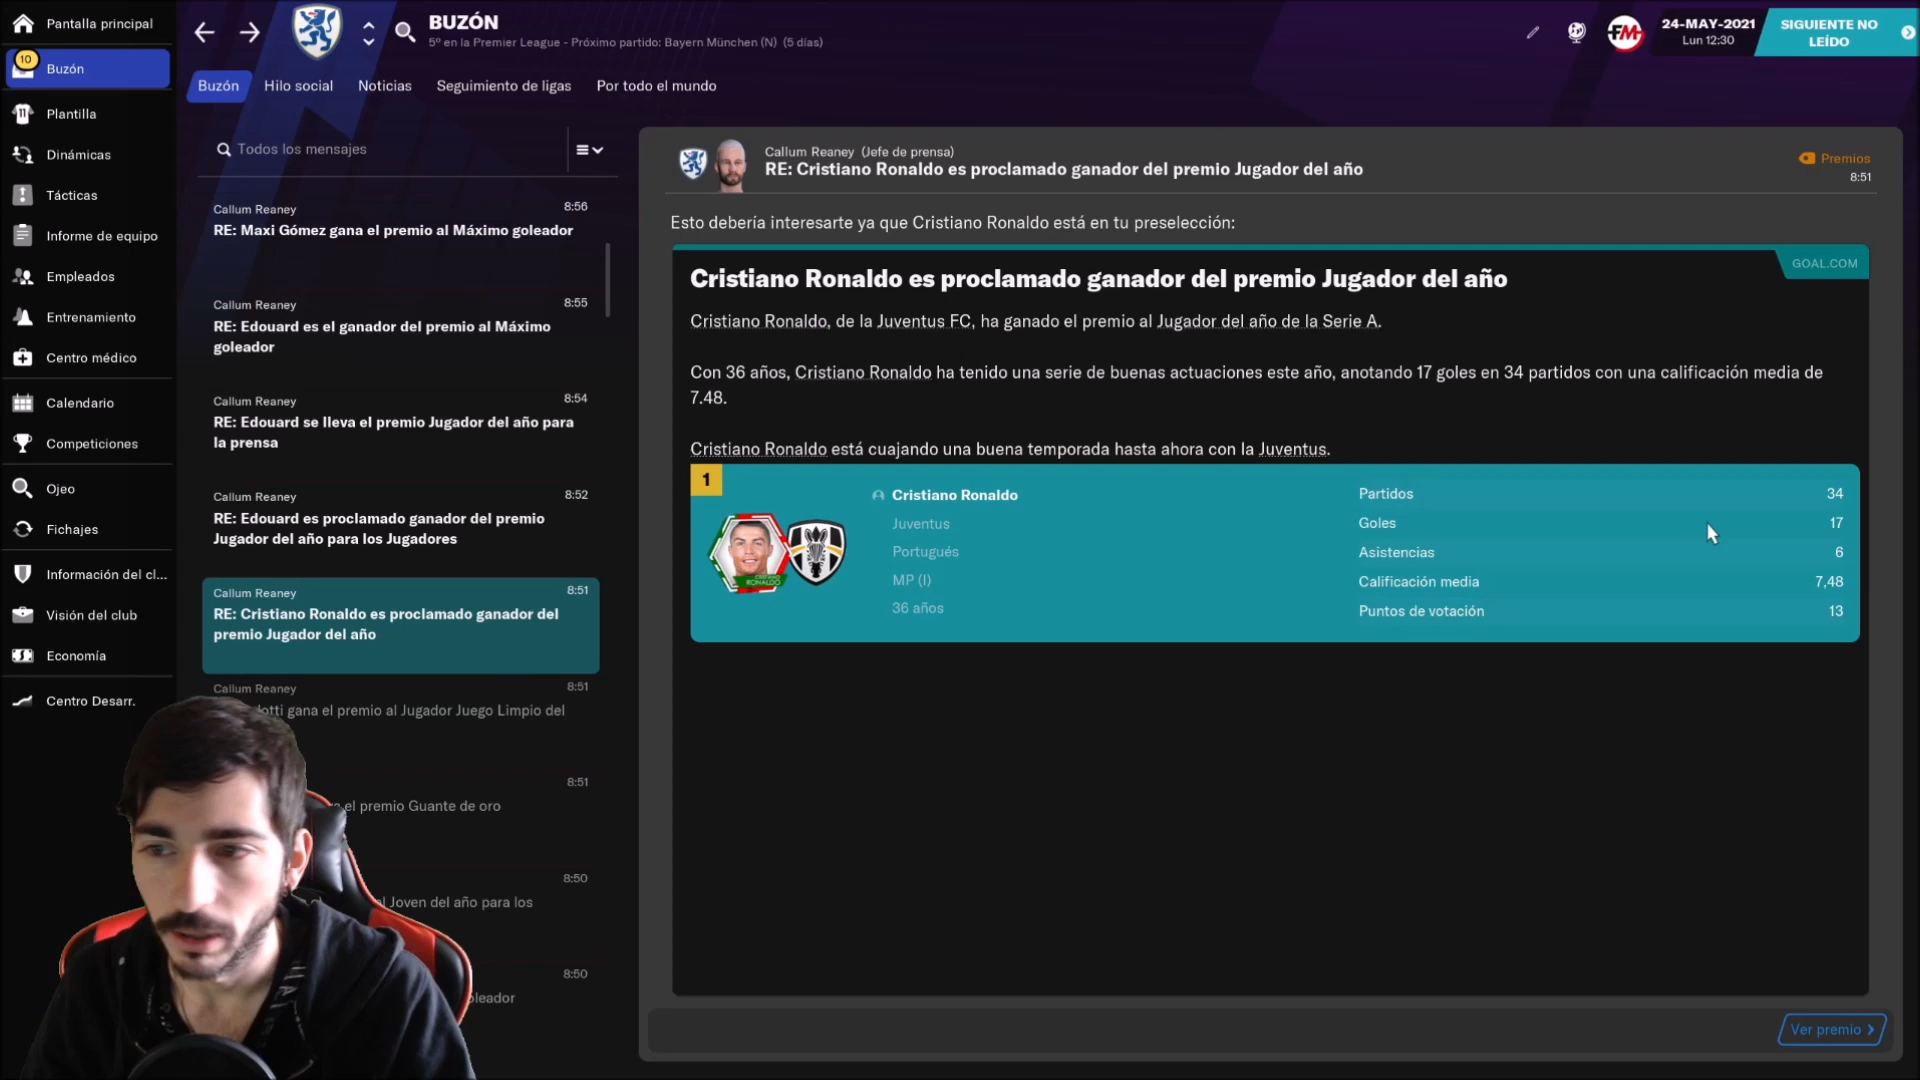 Pantalla principal
10
Buzón
Plantilla
Dinámicas
Tácticas
Informe de equipo
Empleados
Entrenamiento
Centro médico
Calendario
Competiciones
Ojeo
Fichajes
Información del cl...
Visión del club
Economía
Centro Desarr.
BUZÓN
5º en la Premier League - Próximo partido: Bayern München (N) (5 días)
FM
24-MAY-2021
Lun 12:30
SIGUIENTE NO
LEÍDO
Buzón
Hilo social
Noticias
Seguimiento de ligas
Por todo el mundo
Todos los mensajes
Callum Reaney
8:56
RE: Maxi Gómez gana el premio al Máximo goleador
Callum Reaney
8:55
RE: Edouard es el ganador del premio al Máximo
goleador
Callum Reaney
8:54
RE: Edouard se lleva el premio Jugador del año para
la prensa
Callum Reaney
8:52
RE: Edouard es proclamado ganador del premio
Jugador del año para los Jugadores
Callum Reaney
8:51
RE: Cristiano Ronaldo es proclamado ganador del
premio Jugador del año
Callum Reaney
8:51
otti gana el premio al Jugador Juego Limpio del
8:51
el premio Guante de oro
8:50
al Joven del año para los
8:50
oleador
Callum Reaney (Jefe de prensa)
RE: Cristiano Ronaldo es proclamado ganador del premio Jugador del año
Premios
8:51
Esto debería interesarte ya que Cristiano Ronaldo está en tu preselección:
GOAL.COM
Cristiano Ronaldo es proclamado ganador del premio Jugador del año
Cristiano Ronaldo, de la Juventus FC, ha ganado el premio al Jugador del año de la Serie A.
Con 36 años, Cristiano Ronaldo ha tenido una serie de buenas actuaciones este año, anotando 17 goles en 34 partidos con una calificación media de
7.48.
Cristiano Ronaldo está cuajando una buena temporada hasta ahora con la Juventus.
1
CRISTIANO
RONALDO
Cristiano Ronaldo
Juventus
Portugués
MP (I)
36 años
Partidos 34
Goles 17
Asistencias 6
Calificación media 7,48
Puntos de votación 13
Ver premio